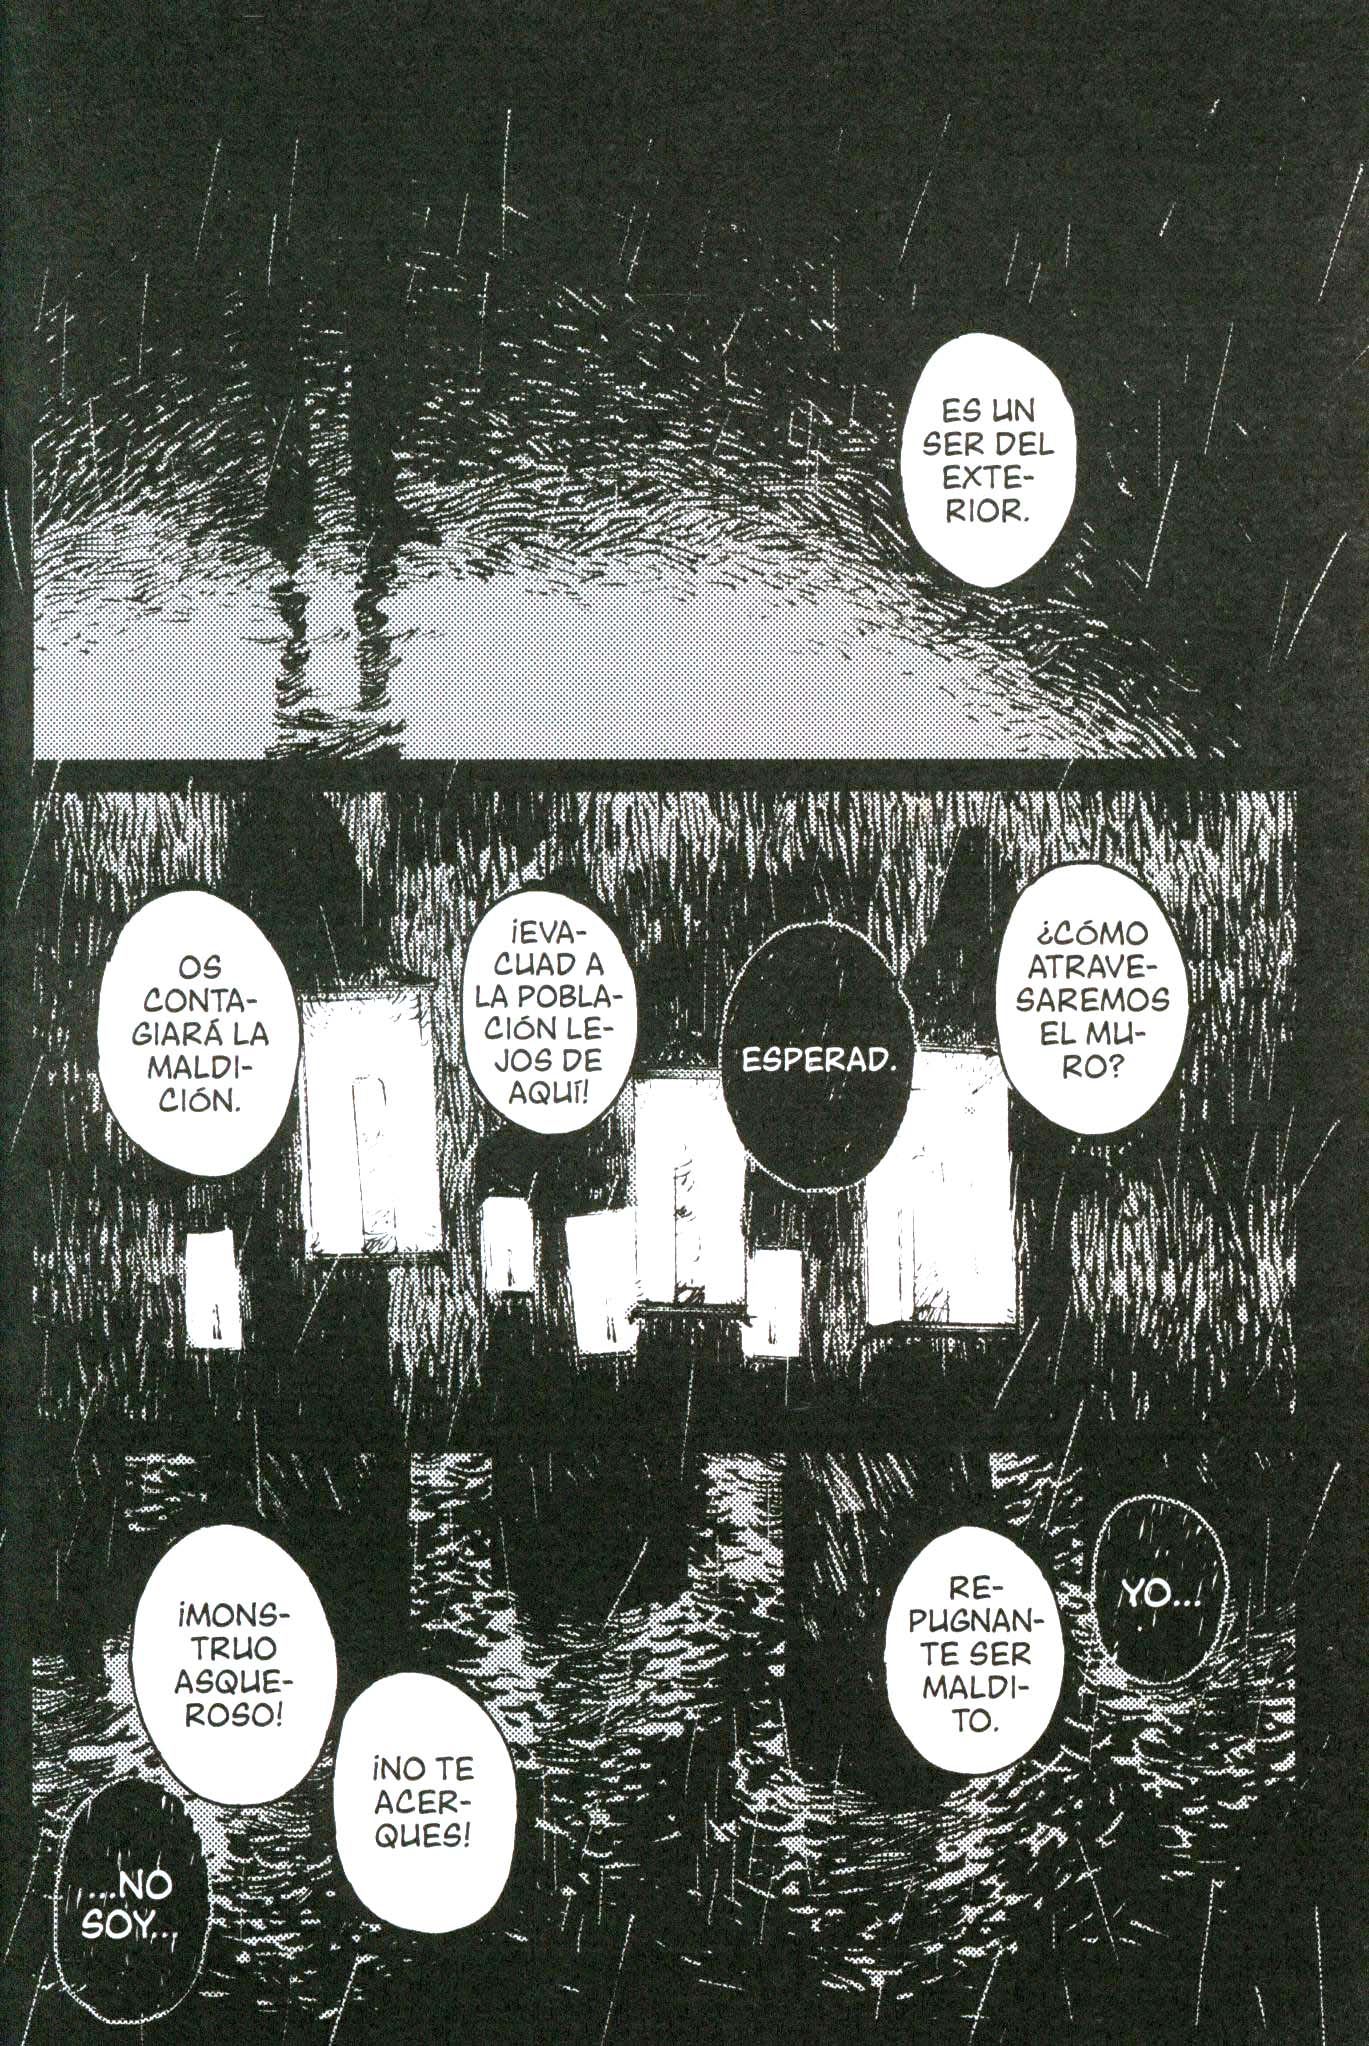 ES UN
SER DEL
EXTE-
RIOR.
¿CÓMO
ATRAVE-
SAREMOS
EL MU-
RO?
ESPERAD.
¡EVA-
CUAD A
LA POBLA-
CIÓN LE-
JOS DE
AQUÍ!
OS
CONTA-
GIARÁ LA
MALDI-
CIÓN.
YO...
RE-
PUGNAN-
TE SER
MALDI-
TO.
¡NO TE
ACER-
QUES!
¡MONS-
TRUO
ASQUE-
ROSO!
...NO
SOY...